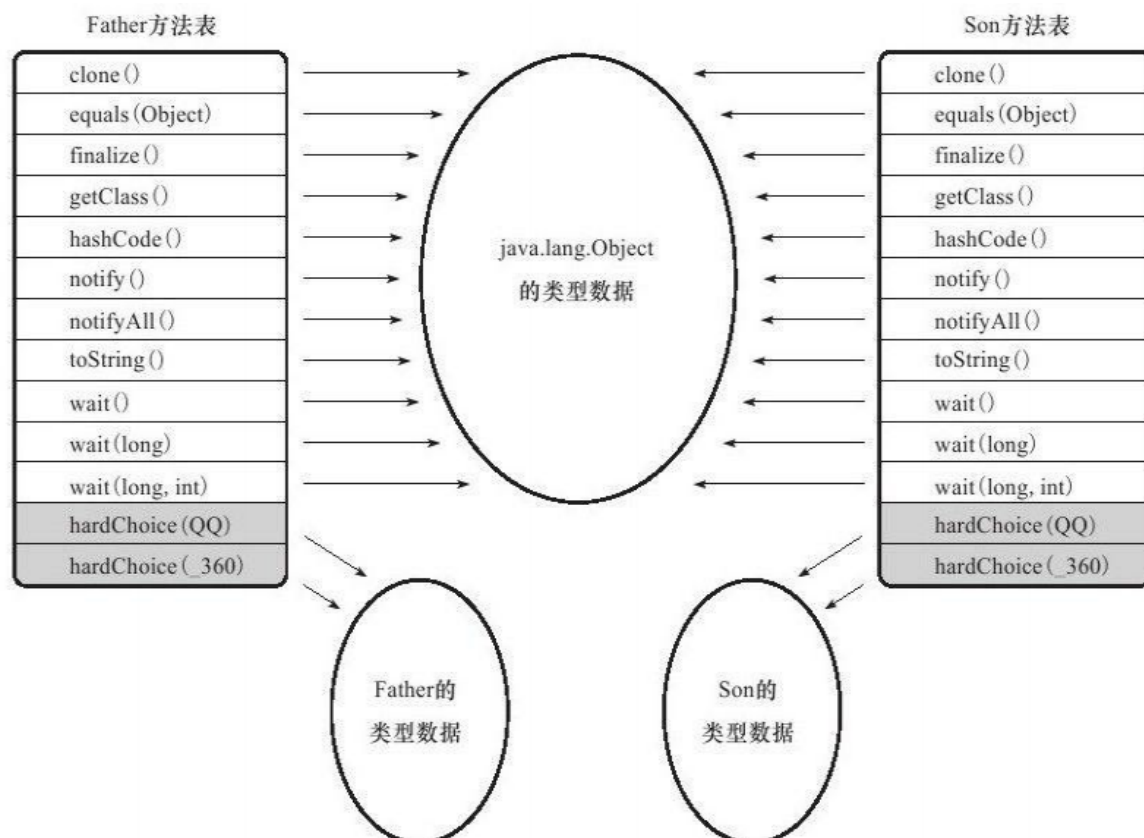 Father方法表
clone()
equals(Object)
finalize()
getClass()
hashCode()
notify()
notifyAll()
toString()
wait()
wait(long)
wait(long, int)
hardChoice(QQ)
hardChoice(_360)
java.lang.Object
的类型数据
Father的
类型数据
Son的
类型数据
Son方法表
clone()
equals(Object)
finalize()
getClass()
hashCode()
notify()
notifyAll()
toString()
wait()
wait(long)
wait(long, int)
hardChoice(QQ)
hardChoice(_360)